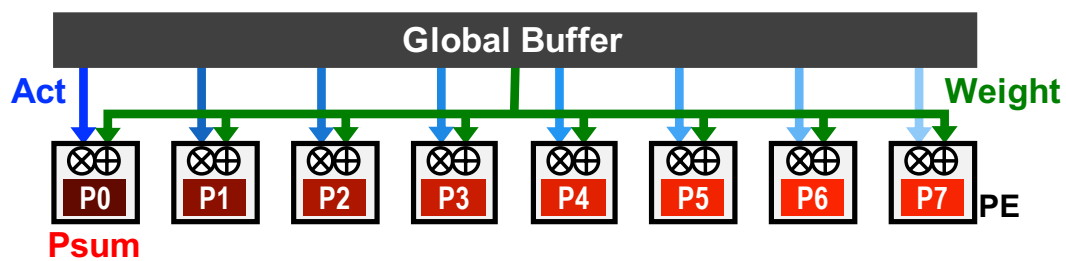 Global Buffer
Act
Weight
P0 P1 P2 P3 P4 P5 P6 P7
PE
Psum